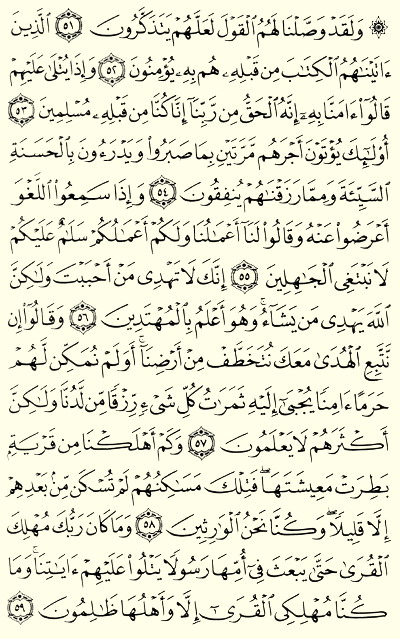 ۞ وَلَقَدْ وَصَّلْنَا لَهُمُ ٱلْقَوْلَ لَعَلَّهُمْ يَتَذَكَّرُونَ ٥١ ٱلَّذِينَ
ءَاتَيْنَٰهُمُ ٱلْكِتَٰبَ مِن قَبْلِهِۦ هُم بِهِۦ يُؤْمِنُونَ ٥٢ وَإِذَا يُتْلَىٰ عَلَيْهِمْ
قَالُوٓا۟ ءَامَنَّا بِهِۦٓ إِنَّهُ ٱلْحَقُّ مِن رَّبِّنَآ إِنَّا كُنَّا مِن قَبْلِهِۦ مُسْلِمِينَ ٥٣
أُو۟لَٰٓئِكَ يُؤْتَوْنَ أَجْرَهُم مَّرَّتَيْنِ بِمَا صَبَرُوا۟ وَيَدْرَءُونَ بِٱلْحَسَنَةِ
ٱلسَّيِّئَةَ وَمِمَّا رَزَقْنَٰهُمْ يُنفِقُونَ ٥٤ وَإِذَا سَمِعُوا۟ ٱللَّغْوَ
أَعْرَضُوا۟ عَنْهُ وَقَالُوا۟ لَنَآ أَعْمَٰلُنَا وَلَكُمْ أَعْمَٰلُكُمْ سَلَٰمٌ عَلَيْكُمْ
لَا نَبْتَغِى ٱلْجَٰهِلِينَ ٥٥ إِنَّكَ لَا تَهْدِى مَنْ أَحْبَبْتَ وَلَٰكِنَّ
ٱللَّهَ يَهْدِى مَن يَشَآءُ ۚ وَهُوَ أَعْلَمُ بِٱلْمُهْتَدِينَ ٥٦ وَقَالُوٓا۟ إِن
نَّتَّبِعِ ٱلْهُدَىٰ مَعَكَ نُتَخَطَّفْ مِنْ أَرْضِنَآ ۚ أَوَلَمْ نُمَكِّن لَّهُمْ
حَرَمًا ءَامِنًا يُجْبَىٰٓ إِلَيْهِ ثَمَرَٰتُ كُلِّ شَىْءٍ رِّزْقًا مِّن لَّدُنَّا وَلَٰكِنَّ
أَكْثَرَهُمْ لَا يَعْلَمُونَ ٥٧ وَكَمْ أَهْلَكْنَا مِن قَرْيَةٍۭ
بَطِرَتْ مَعِيشَتَهَا ۖ فَتِلْكَ مَسَٰكِنُهُمْ لَمْ تُسْكَن مِّنۢ بَعْدِهِمْ
إِلَّا قَلِيلًا ۖ وَكُنَّا نَحْنُ ٱلْوَٰرِثِينَ ٥٨ وَمَا كَانَ رَبُّكَ مُهْلِكَ
ٱلْقُرَىٰ حَتَّىٰ يَبْعَثَ فِىٓ أُمِّهَا رَسُولًا يَتْلُوا۟ عَلَيْهِمْ ءَايَٰتِنَا ۚ وَمَا
كُنَّا مُهْلِكِى ٱلْقُرَىٰٓ إِلَّا وَأَهْلُهَا ظَٰلِمُونَ ٥٩